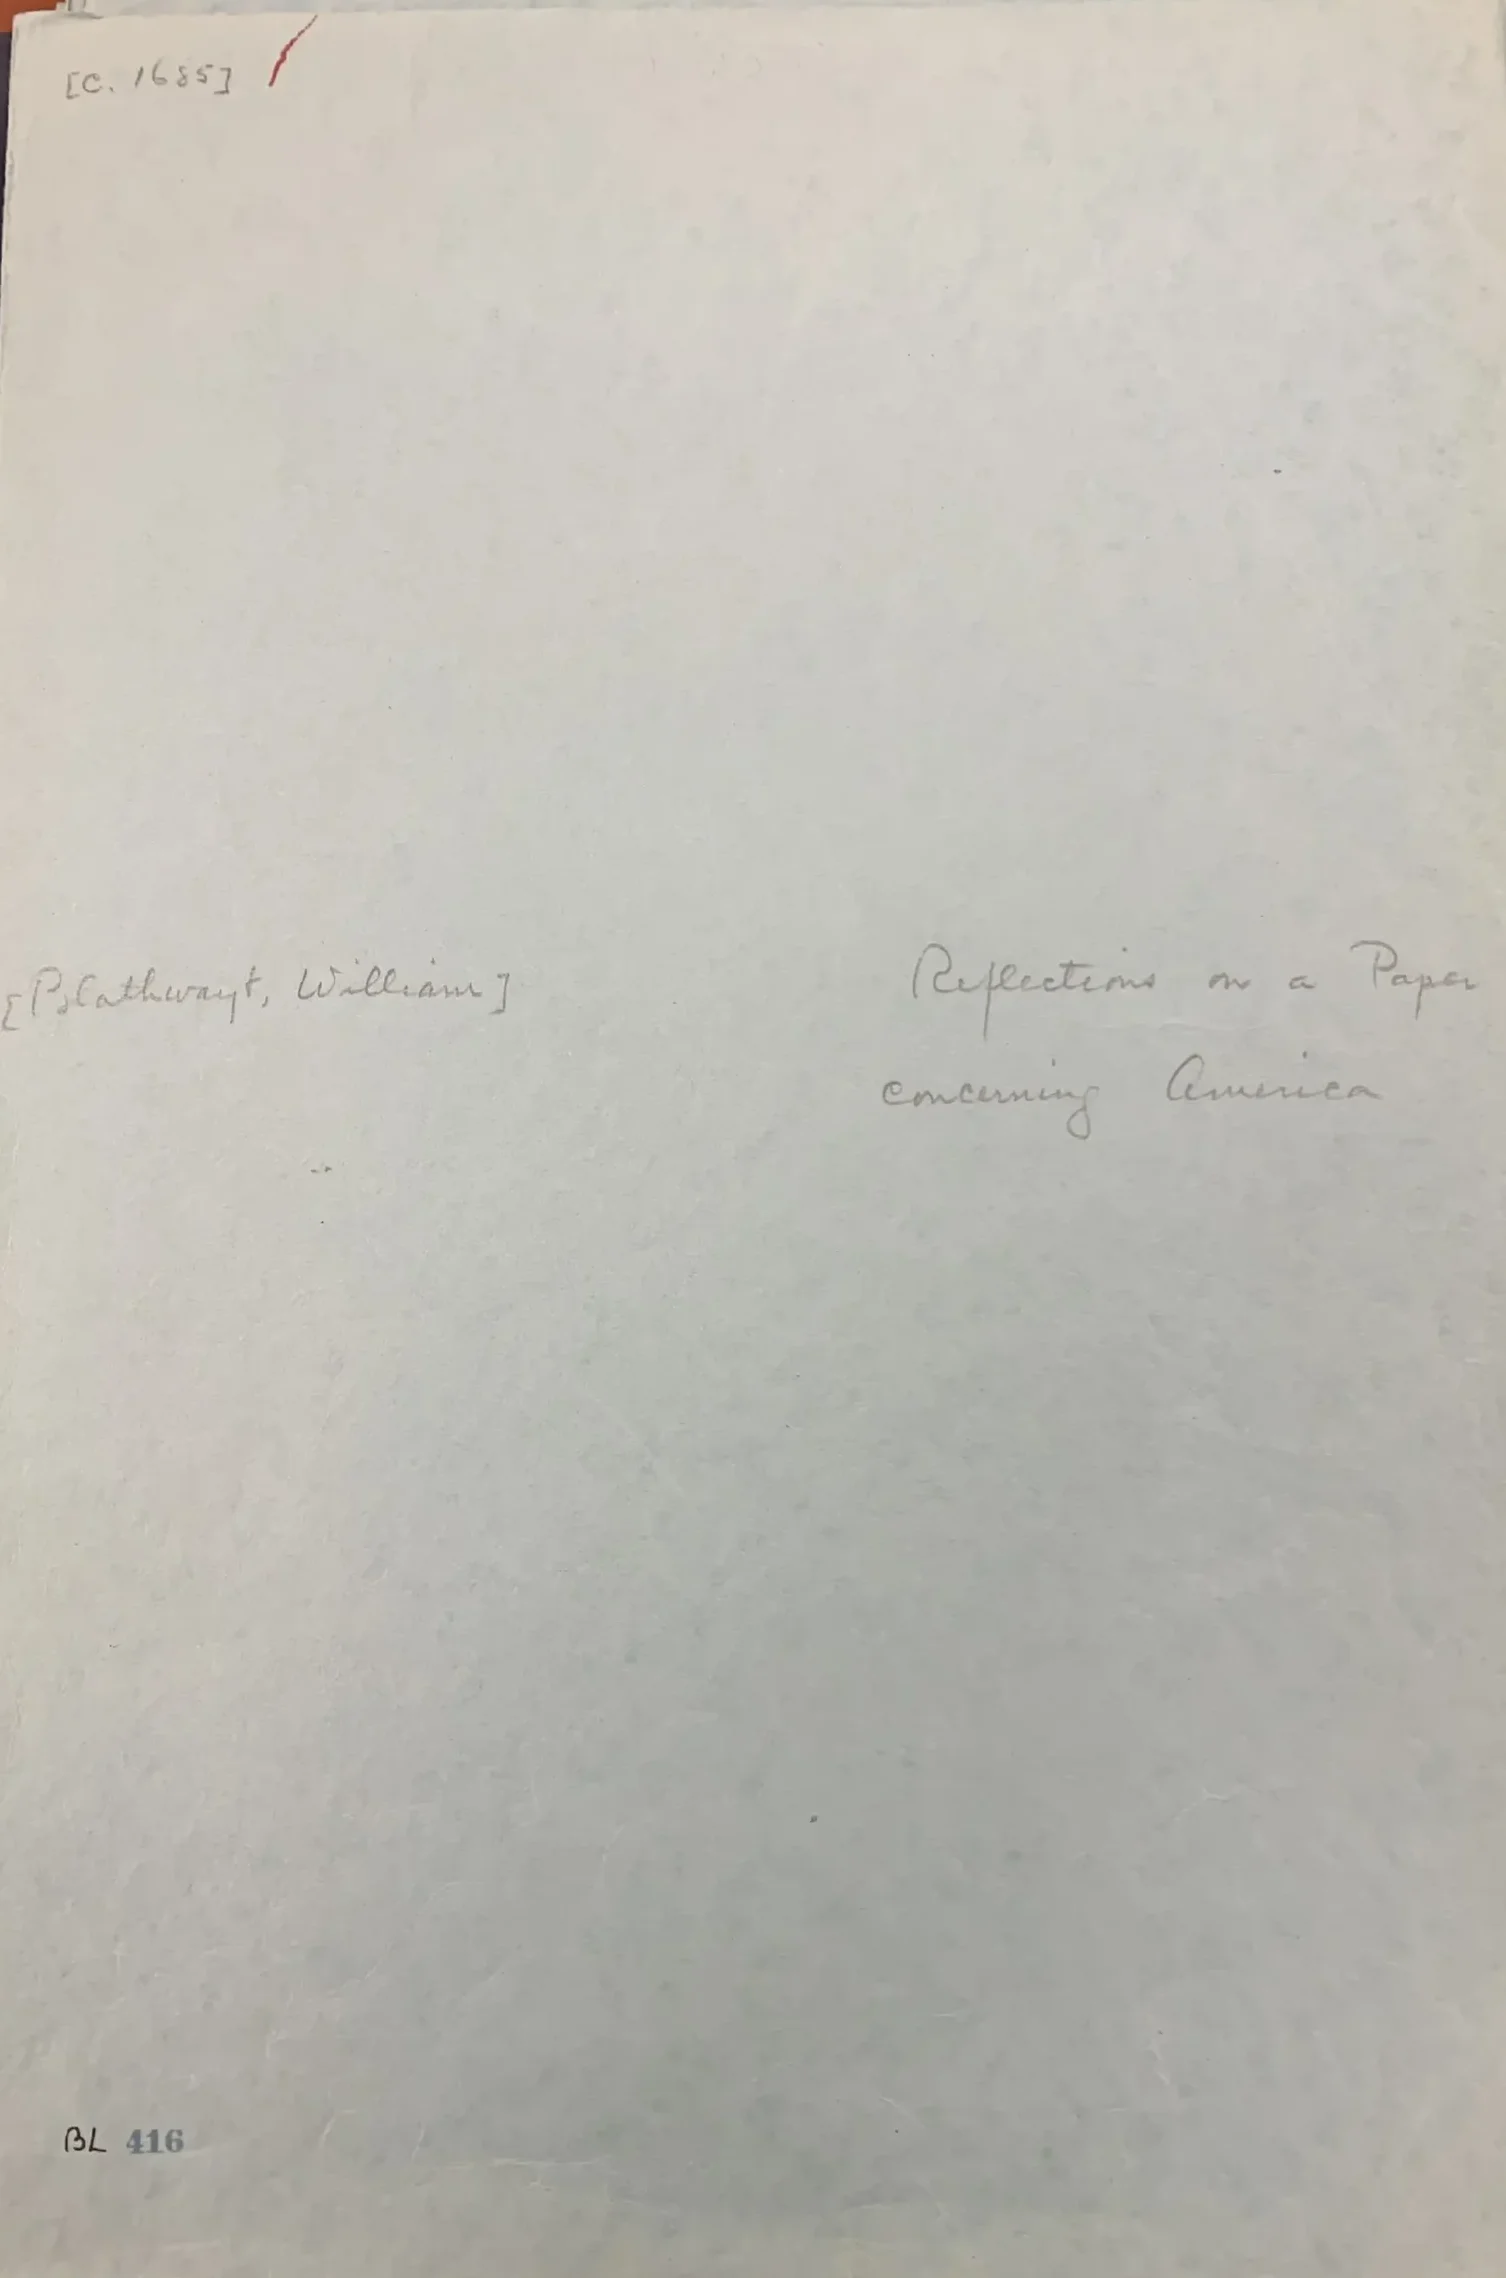 [C. 1685]
[Blathwayt, William]
Reflections on a Paper
concerning America
BL 416